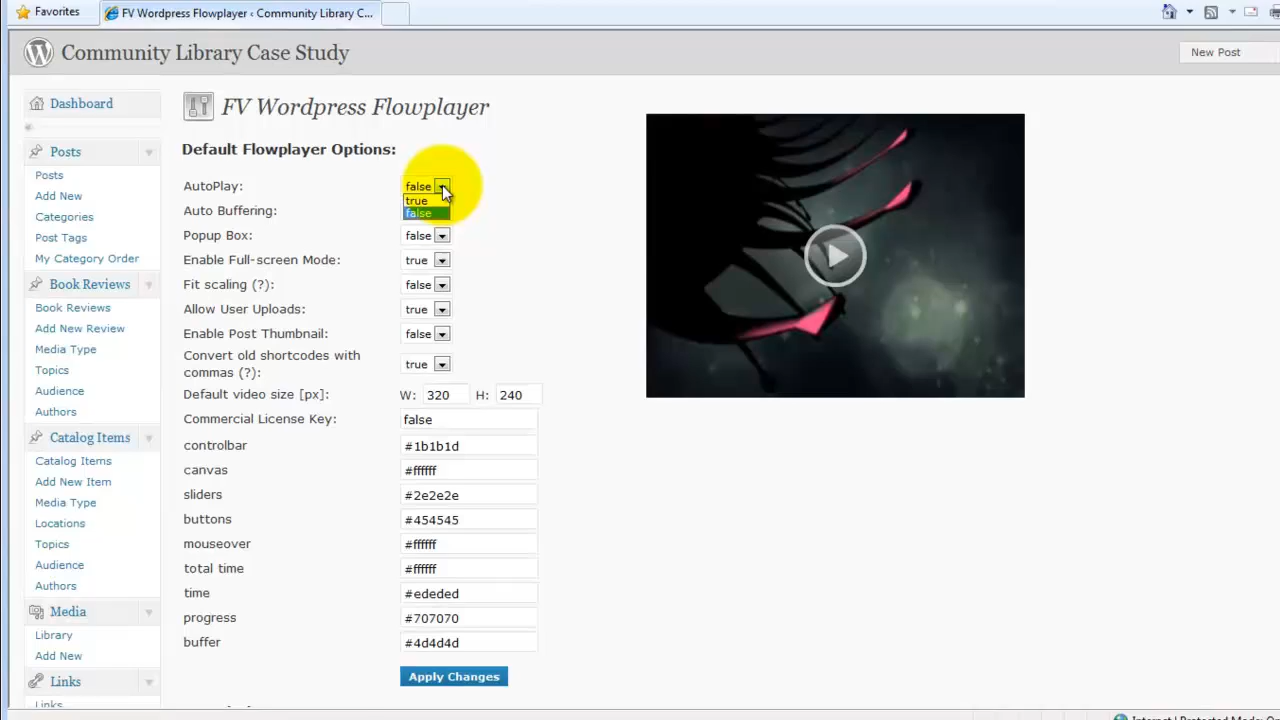 Favorites
FV Wordpress Flowplayer ‹ Community Library C...
Community Library Case Study
New Post
Dashboard
Posts
Posts
Add New
Categories
Post Tags
My Category Order
Book Reviews
Book Reviews
Add New Review
Media Type
Topics
Audience
Authors
Catalog Items
Catalog Items
Add New Item
Media Type
Locations
Topics
Audience
Authors
Media
Library
Add New
Links
Links
FV Wordpress Flowplayer
Default Flowplayer Options:
AutoPlay: false
true
false
Auto Buffering:
Popup Box: false
Enable Full-screen Mode: true
Fit scaling (?): false
Allow User Uploads: true
Enable Post Thumbnail: false
Convert old shortcodes with
commas (?): true
Default video size [px]: W: 320 H: 240
Commercial License Key: false
controlbar #1b1b1d
canvas #ffffff
sliders #2e2e2e
buttons #454545
mouseover #ffffff
total time #ffffff
time #ededed
progress #707070
buffer #4d4d4d
Apply Changes